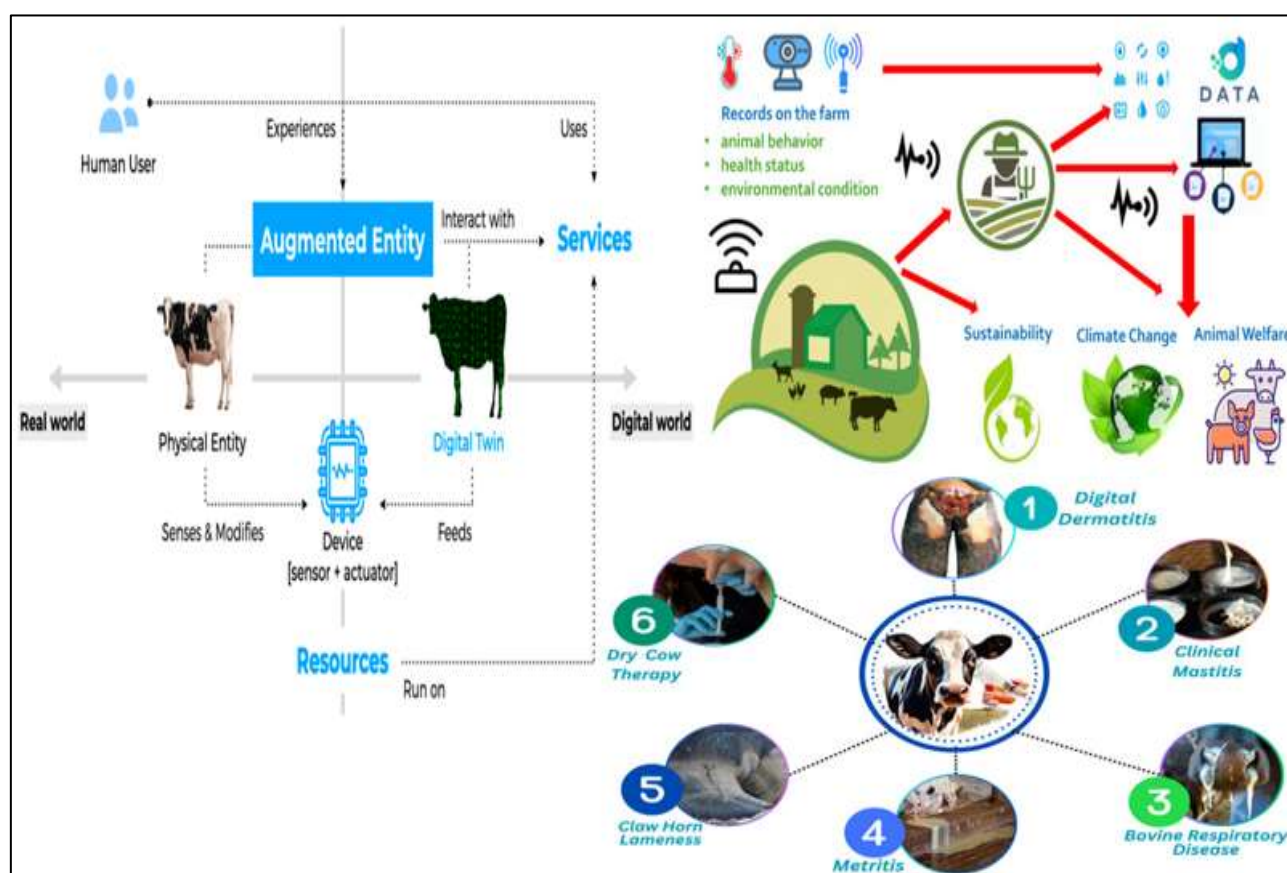 Human User
Experiences
Uses
Augmented Entity
Interact with
Services
Real world
Physical Entity
Digital Twin
Digital world
Senses & Modifies
Device
[sensor + actuator]
Feeds
Resources
Run on
Records on the farm
• animal behavior
• health status
• environmental condition
DATA
Sustainability
Climate Change
Animal Welfare
1
Digital
Dermatitis
2
Clinical
Mastitis
3
Bovine Respiratory
Disease
4
Metritis
5
Claw Horn
Lameness
6
Dry Cow
Therapy